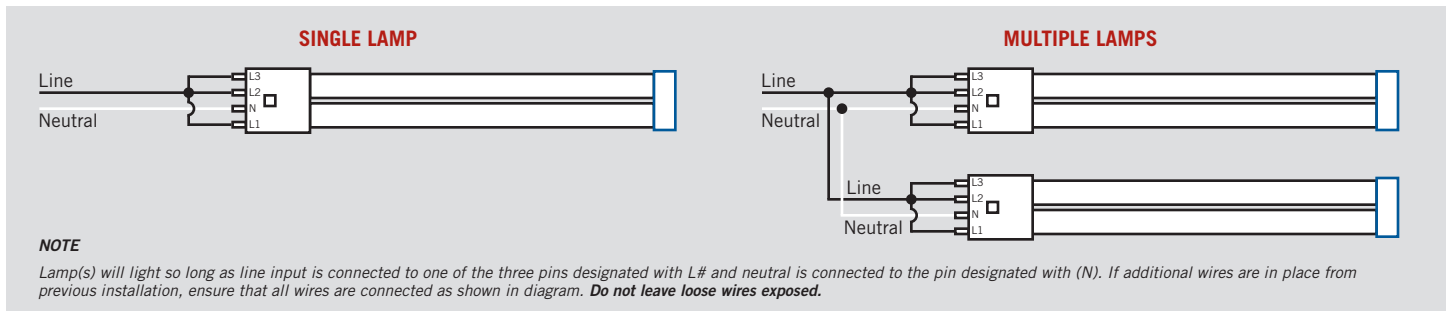 SINGLE LAMP
Line
Neutral
L3
L2
N
L1
MULTIPLE LAMPS
Line
Neutral
L3
L2
N
L1
Line
Neutral
L3
L2
N
L1
NOTE
Lamp(s) will light so long as line input is connected to one of the three pins designated with L# and neutral is connected to the pin designated with (N). If additional wires are in place from
previous installation, ensure that all wires are connected as shown in diagram. Do not leave loose wires exposed.